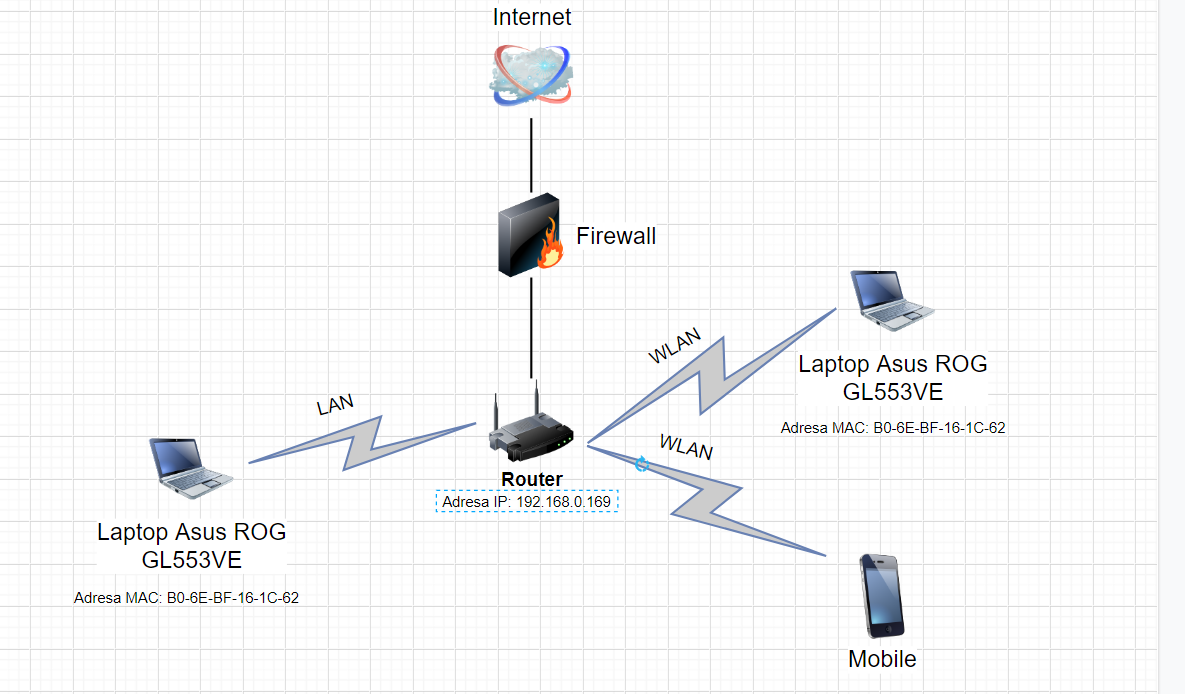 Internet
Firewall
WLAN
Laptop Asus ROG
GL553VE
Adresa MAC: B0-6E-BF-16-1C-62
LAN
WLAN
Router
Adresa IP: 192.168.0.169
Laptop Asus ROG
GL553VE
Adresa MAC: B0-6E-BF-16-1C-62
Mobile